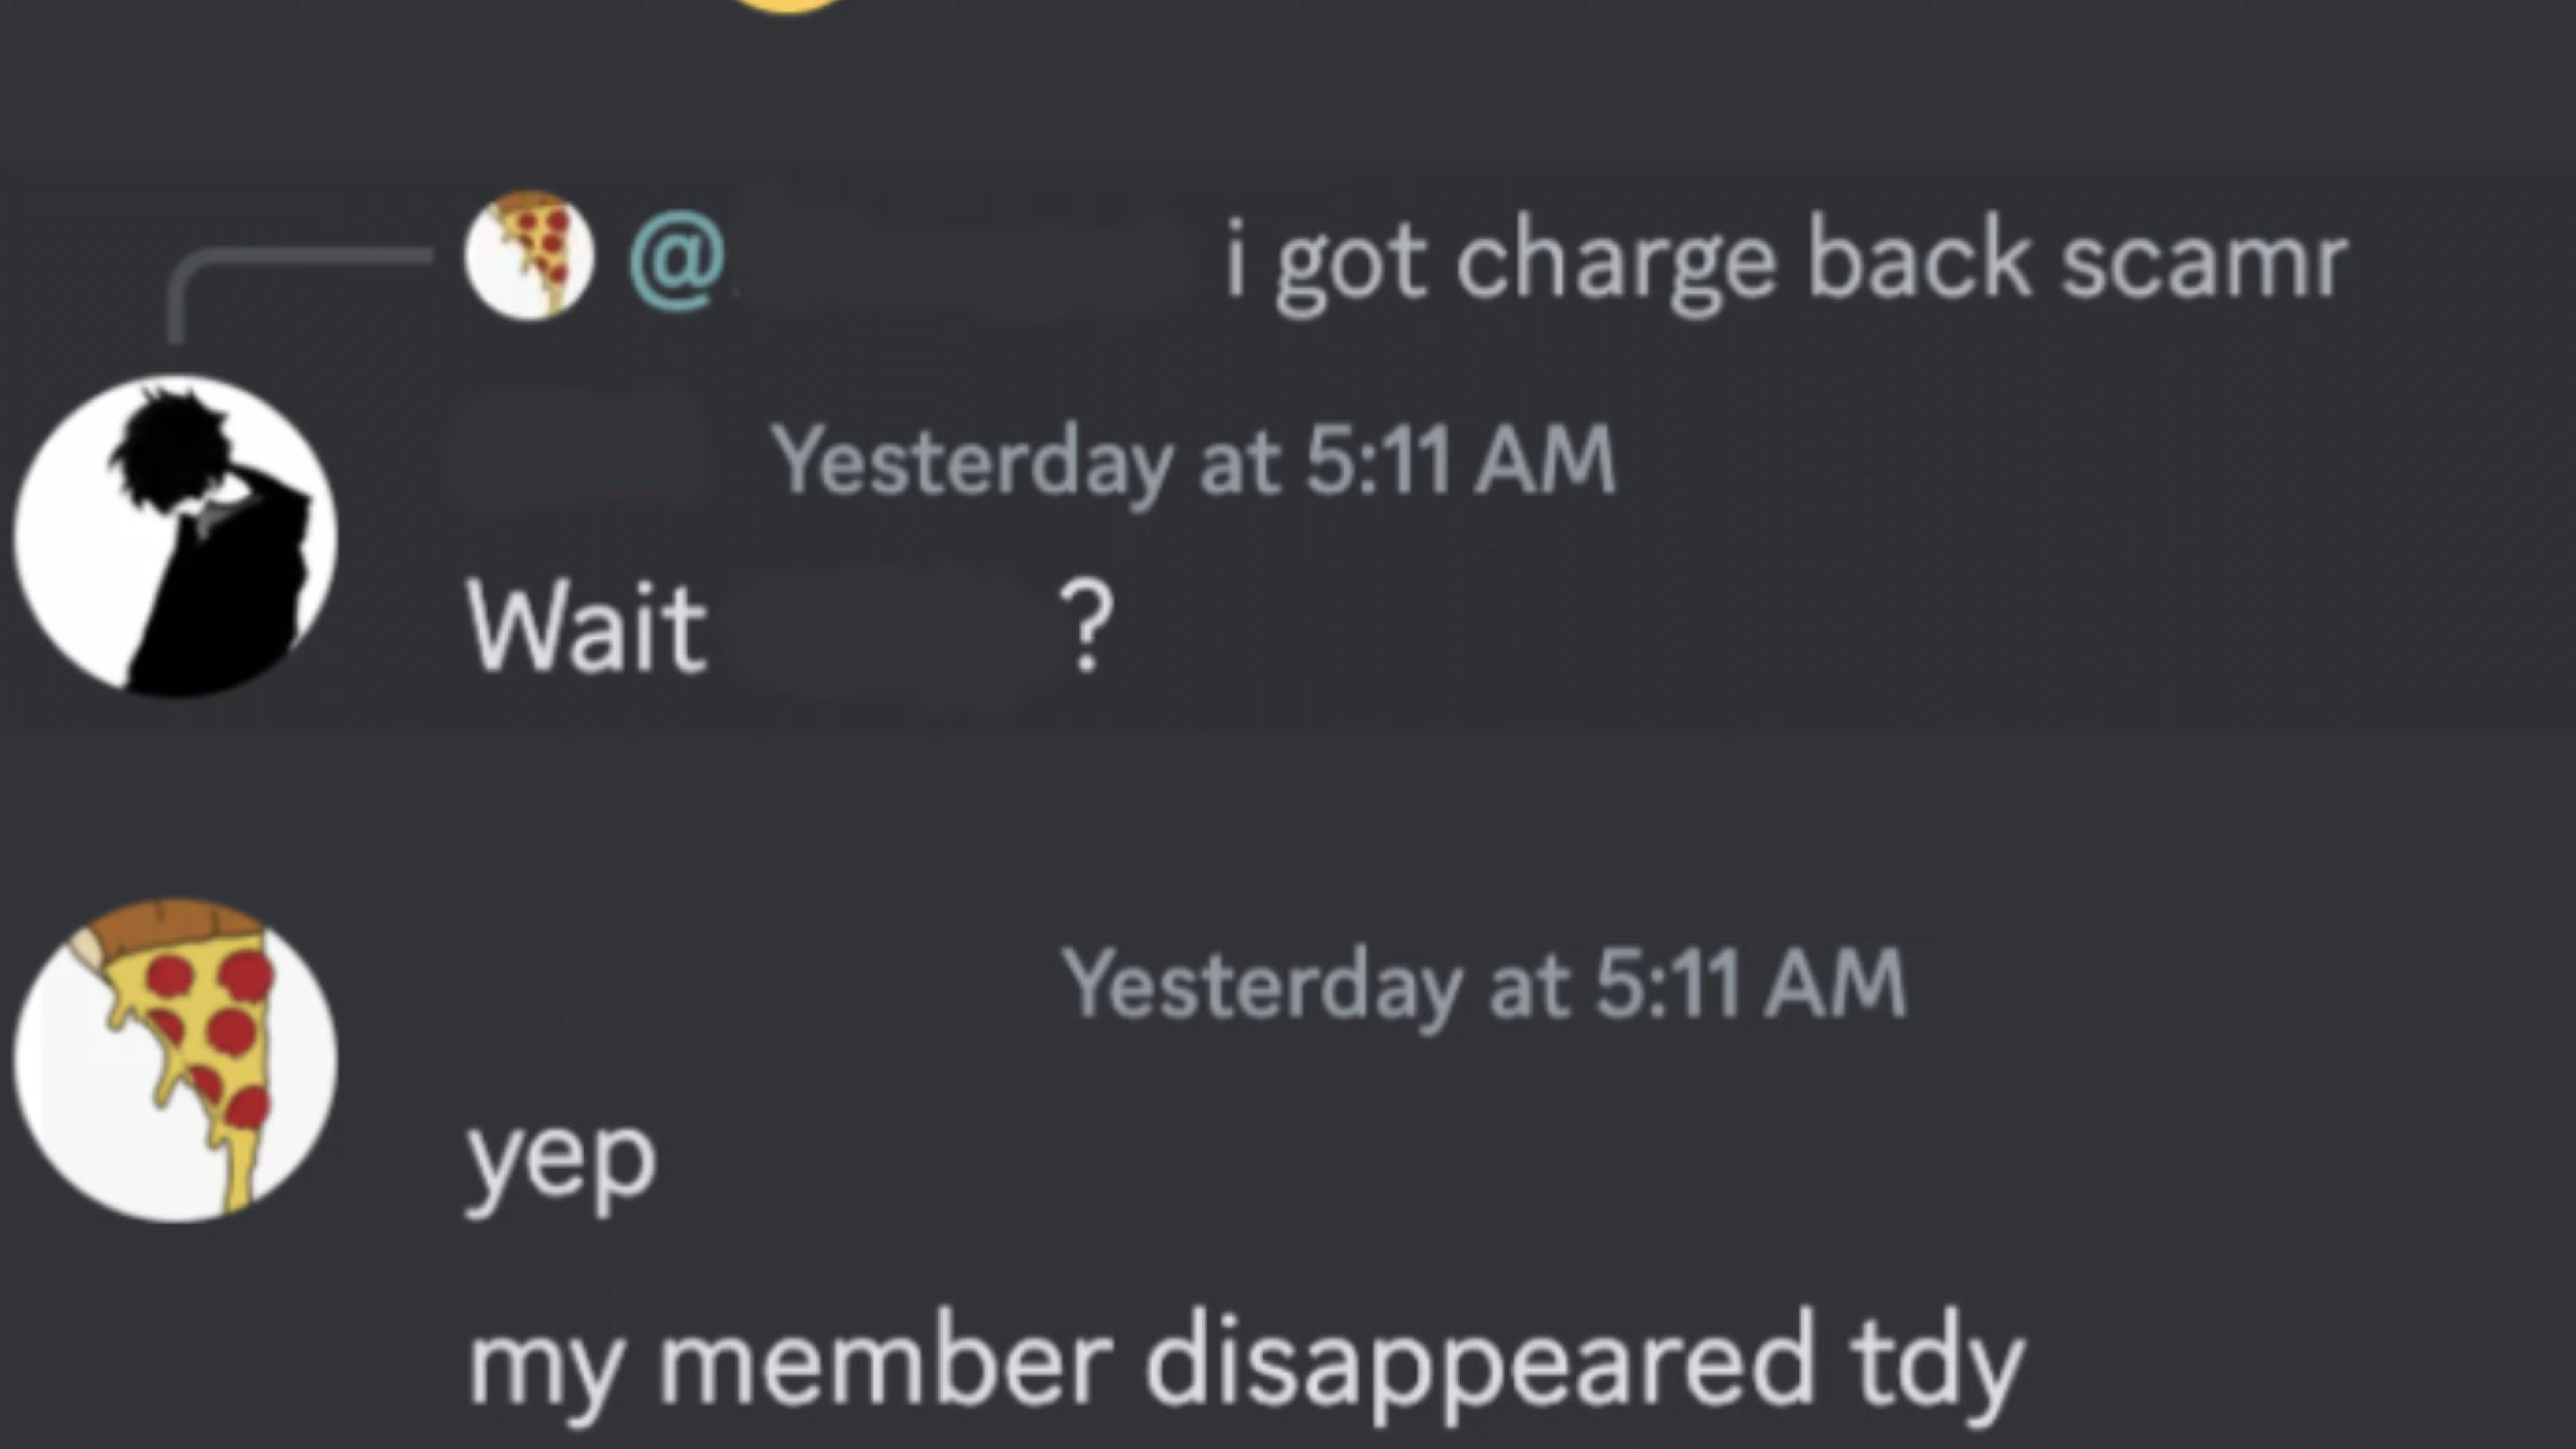 @ i got charge back scamr
Yesterday at 5:11 AM
Wait ?
Yesterday at 5:11 AM
yep
my member disappeared tdy